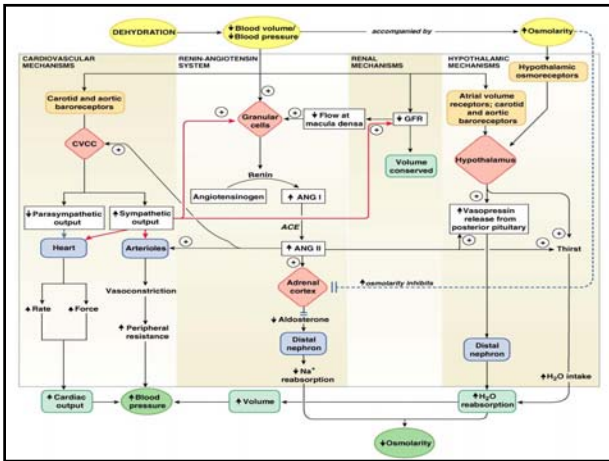 DEHYDRATION
↓Blood volume/
↓Blood pressure
accompanied by
↑Osmolarity
CARDIOVASCULAR
MECHANISMS
RENIN-ANGIOTENSIN
SYSTEM
RENAL
MECHANISMS
HYPOTHALAMIC
MECHANISMS
Hypothalamic
osmoreceptors
Carotid and aortic
baroreceptors
Granular
cells
↓ Flow at
macula densa
↓ GFR
Atrial volume
receptors; carotid
and aortic
baroreceptors
CVCC
Hypothalamus
Renin
Volume
conserved
Angiotensinogen
↑ ANG I
↓Parasympathetic
output
↑ Sympathetic
output
ACE
↑Vasopressin
release from
posterior pituitary
Heart
Arterioles
↑ ANG II
Thirst
Vasoconstriction
Adrenal
cortex
↑osmolarity inhibits
↑Rate
↑Force
↑ Peripheral
resistance
↓ Aldosterone
Distal
nephron
Distal
nephron
↓ Na+
reabsorption
↑H₂O intake
↑Cardiac
output
↑Blood
pressure
↑ Volume
↑H₂O
reabsorption
↓Osmolarity
+
+
+
+
+
+
+
+
+
+
+